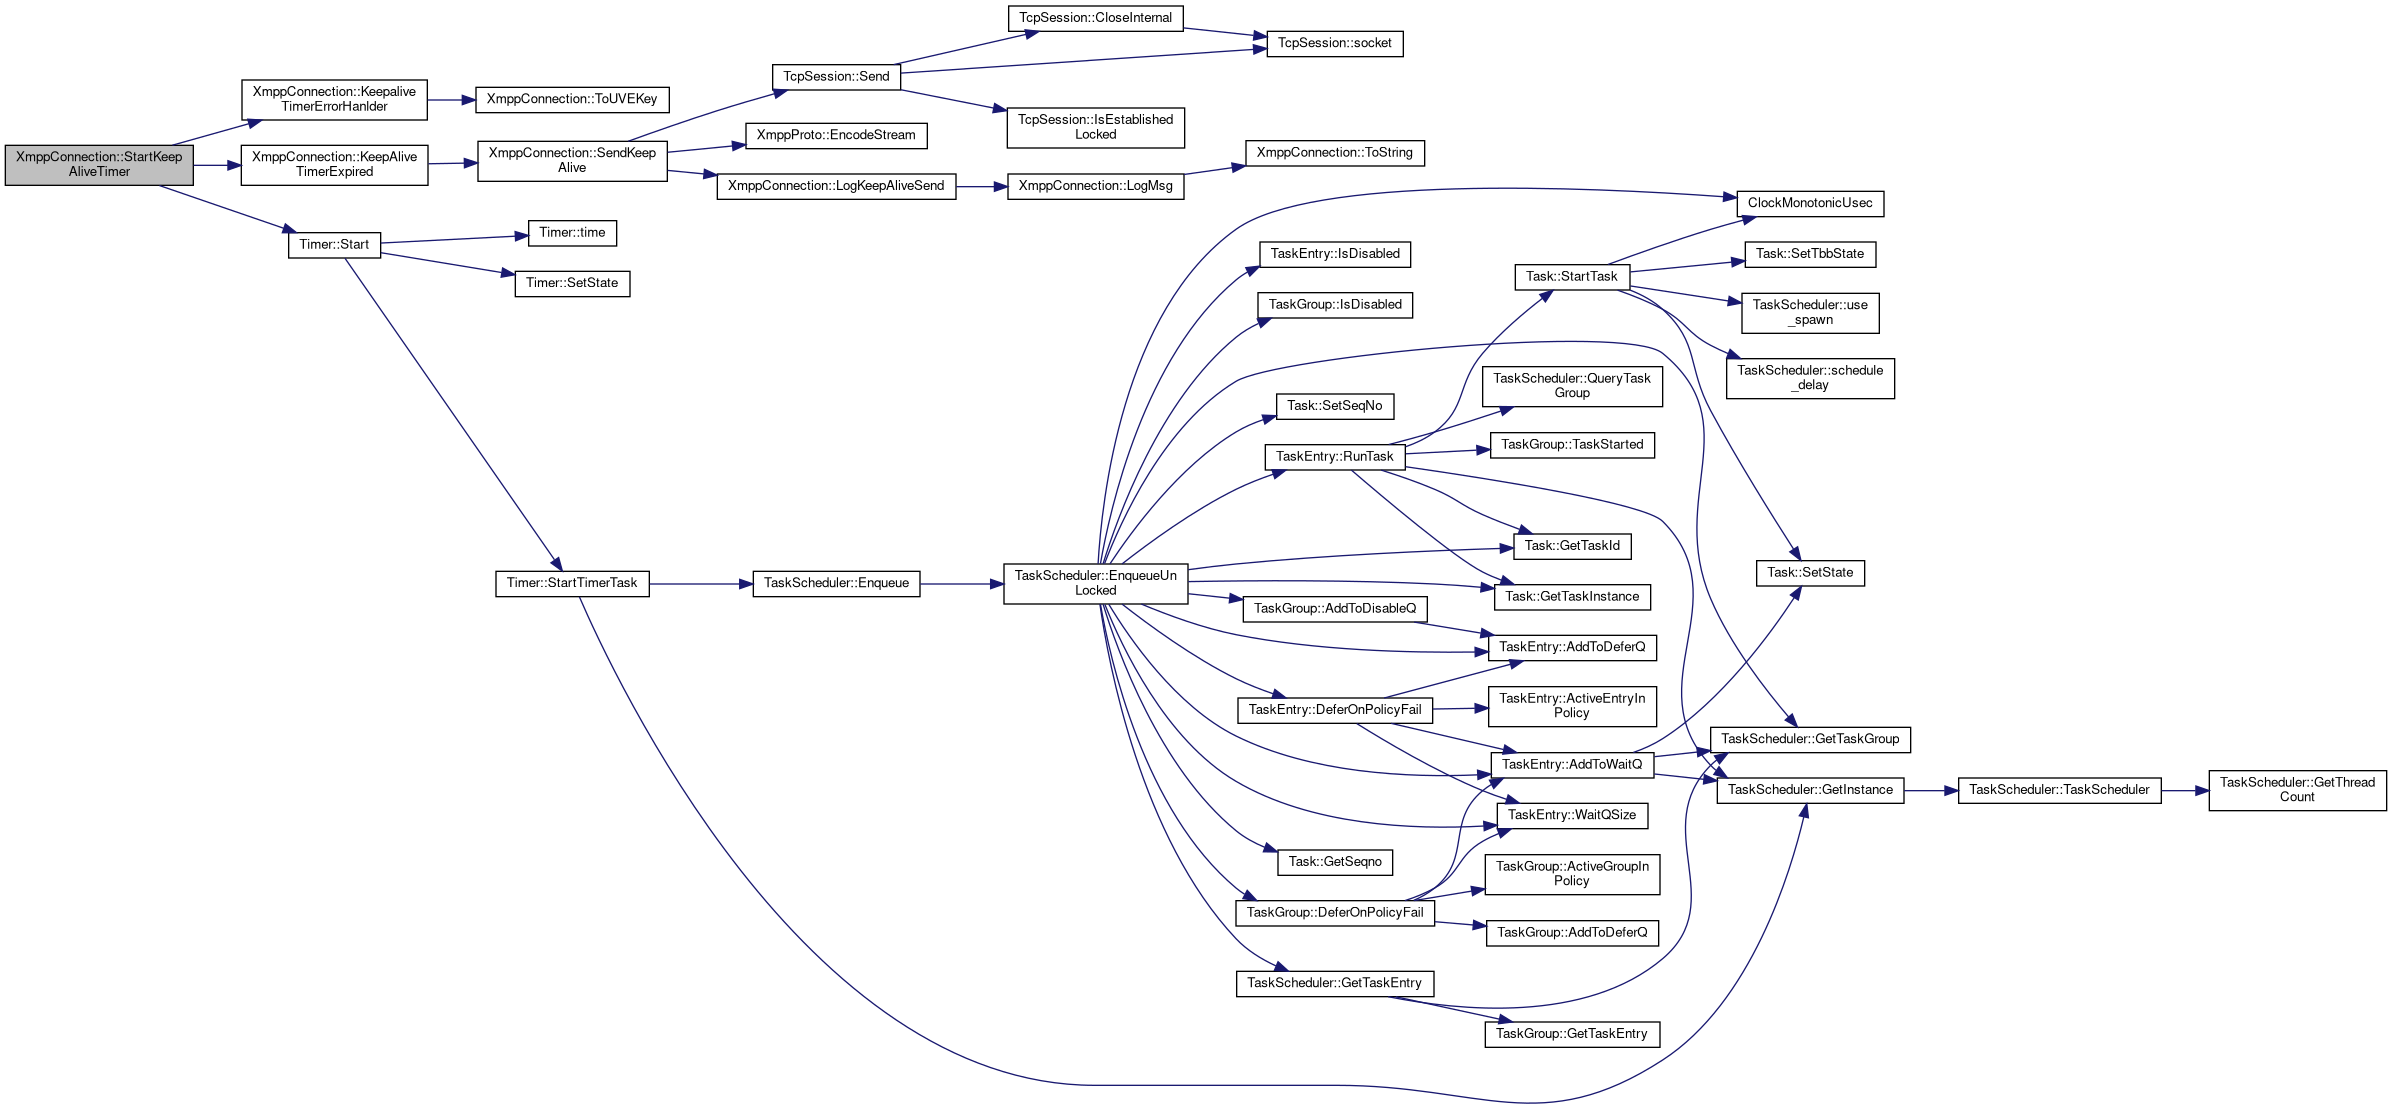 XmppConnection::StartKeep
AliveTimer
XmppConnection::Keepalive
TimerErrorHanlder
XmppConnection::ToUVEKey
XmppConnection::KeepAlive
TimerExpired
XmppConnection::SendKeep
Alive
TcpSession::Send
TcpSession::CloseInternal
TcpSession::socket
TcpSession::IsEstablished
Locked
XmppProto::EncodeStream
XmppConnection::LogKeepAliveSend
XmppConnection::LogMsg
XmppConnection::ToString
Timer::Start
Timer::time
Timer::SetState
Timer::StartTimerTask
TaskScheduler::Enqueue
TaskScheduler::EnqueueUn
Locked
ClockMonotonicUsec
TaskEntry::IsDisabled
TaskGroup::IsDisabled
Task::SetSeqNo
TaskEntry::RunTask
Task::StartTask
Task::SetTbbState
TaskScheduler::use
_spawn
TaskScheduler::schedule
_delay
TaskScheduler::QueryTask
Group
TaskGroup::TaskStarted
Task::GetTaskId
Task::GetTaskInstance
Task::SetState
TaskGroup::AddToDisableQ
TaskEntry::AddToDeferQ
TaskEntry::DeferOnPolicyFail
TaskEntry::ActiveEntryIn
Policy
TaskEntry::AddToWaitQ
TaskScheduler::GetTaskGroup
TaskScheduler::GetInstance
TaskScheduler::TaskScheduler
TaskScheduler::GetThread
Count
TaskEntry::WaitQSize
Task::GetSeqno
TaskGroup::DeferOnPolicyFail
TaskGroup::ActiveGroupIn
Policy
TaskGroup::AddToDeferQ
TaskScheduler::GetTaskEntry
TaskGroup::GetTaskEntry